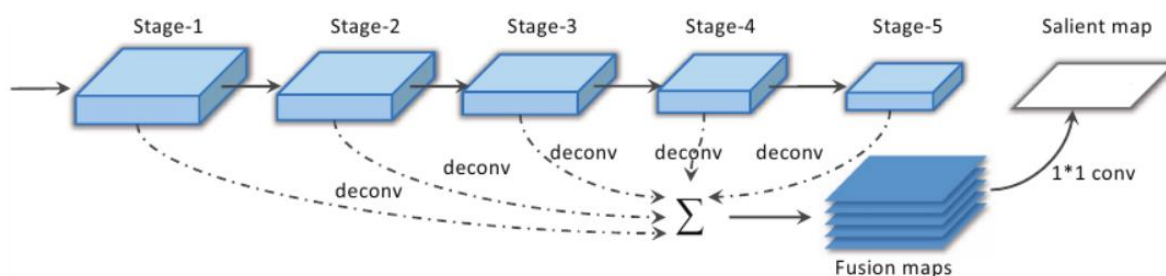 Stage-1
Stage-2
Stage-3
Stage-4
Stage-5
Salient map
deconv
deconv
deconv
deconv
deconv
∑
1*1 conv
Fusion maps